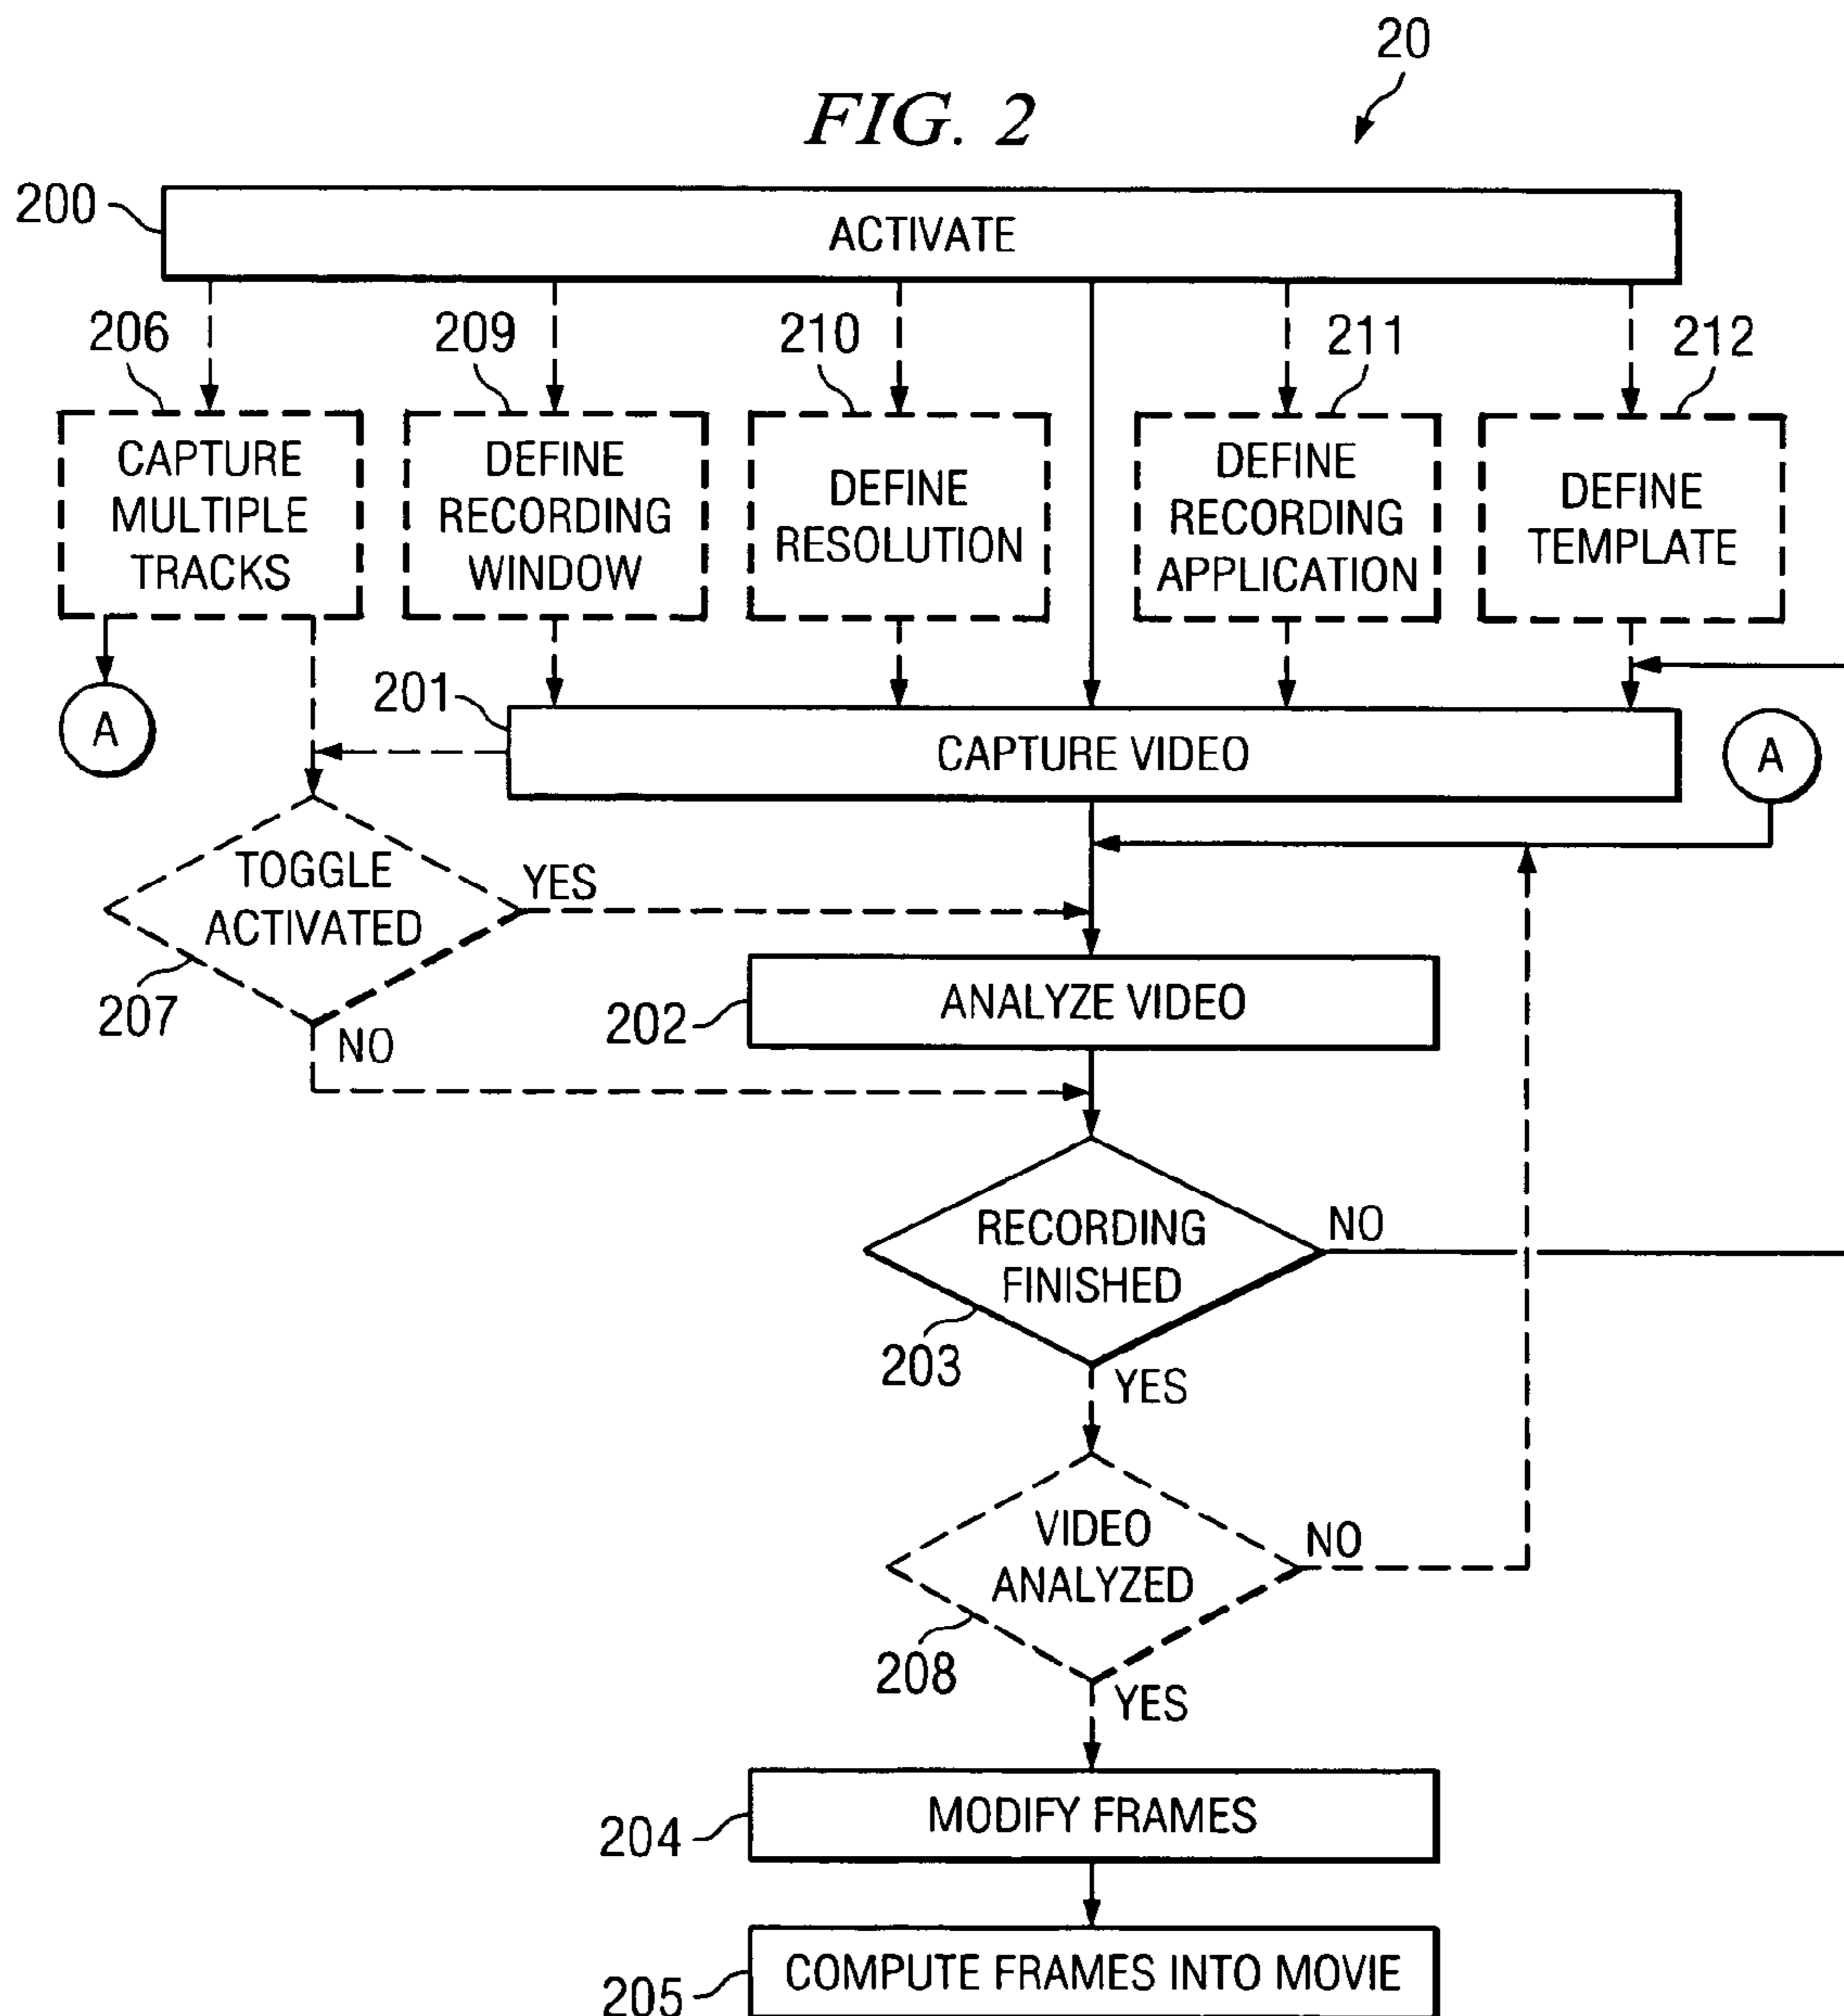 20
FIG. 2
200
ACTIVATE
206
209
210
211
212
CAPTURE
MULTIPLE
TRACKS
DEFINE
RECORDING
WINDOW
DEFINE
RESOLUTION
DEFINE
RECORDING
APPLICATION
DEFINE
TEMPLATE
A
201
CAPTURE VIDEO
A
TOGGLE
ACTIVATED
YES
207
NO
202
ANALYZE VIDEO
RECORDING
FINISHED
NO
203
YES
VIDEO
ANALYZED
NO
208
YES
204
MODIFY FRAMES
205
COMPUTE FRAMES INTO MOVIE